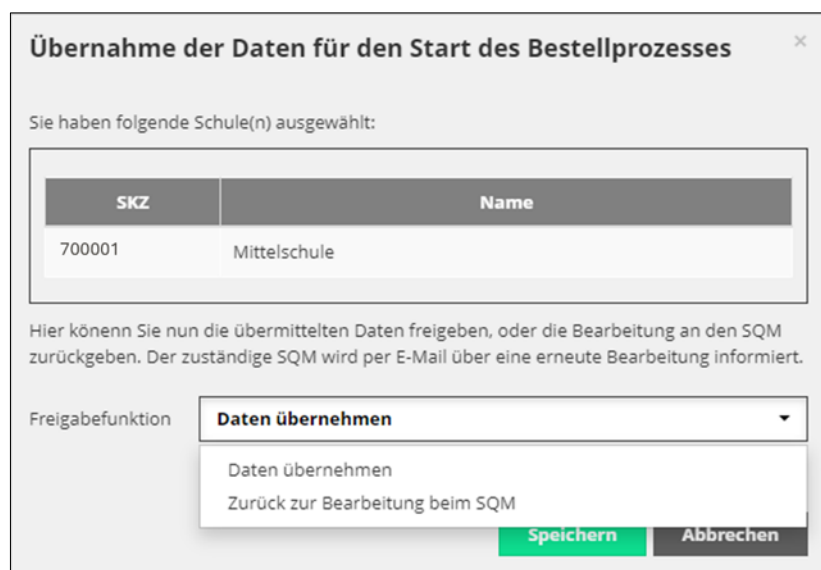 Übernahme der Daten für den Start des Bestellprozesses ×
Sie haben folgende Schule(n) ausgewählt:
SKZ Name
700001 Mittelschule
Hier könenn Sie nun die übermittelten Daten freigeben, oder die Bearbeitung an den SQM
zurückgeben. Der zuständige SQM wird per E-Mail über eine erneute Bearbeitung informiert.
Freigabefunktion Daten übernehmen
Daten übernehmen
Zurück zur Bearbeitung beim SQM
Speichern Abbrechen